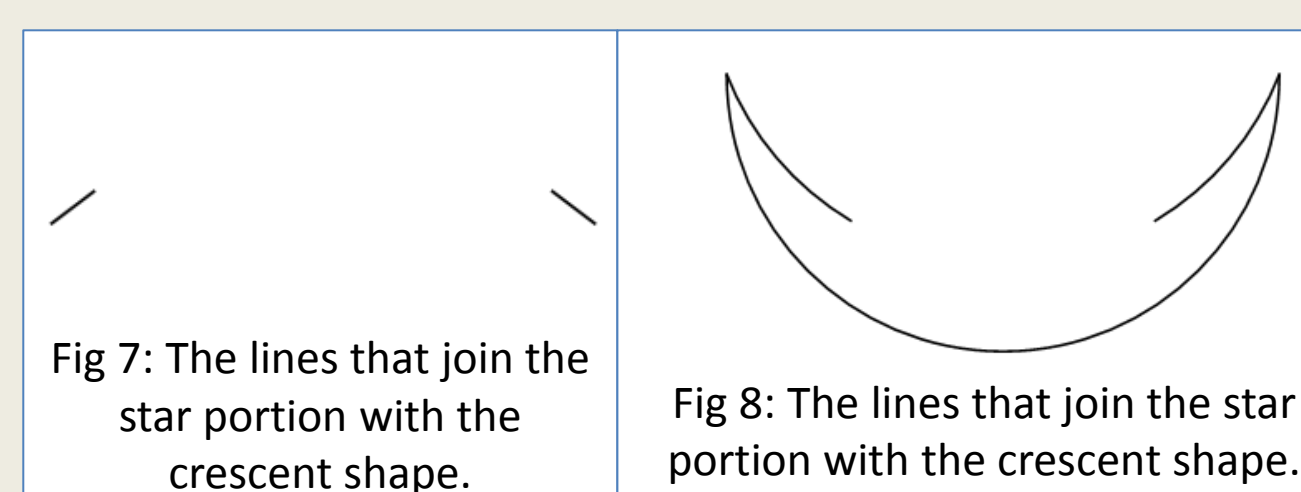 Fig 7: The lines that join the
star portion with the
crescent shape.
Fig 8: The lines that join the star
portion with the crescent shape.